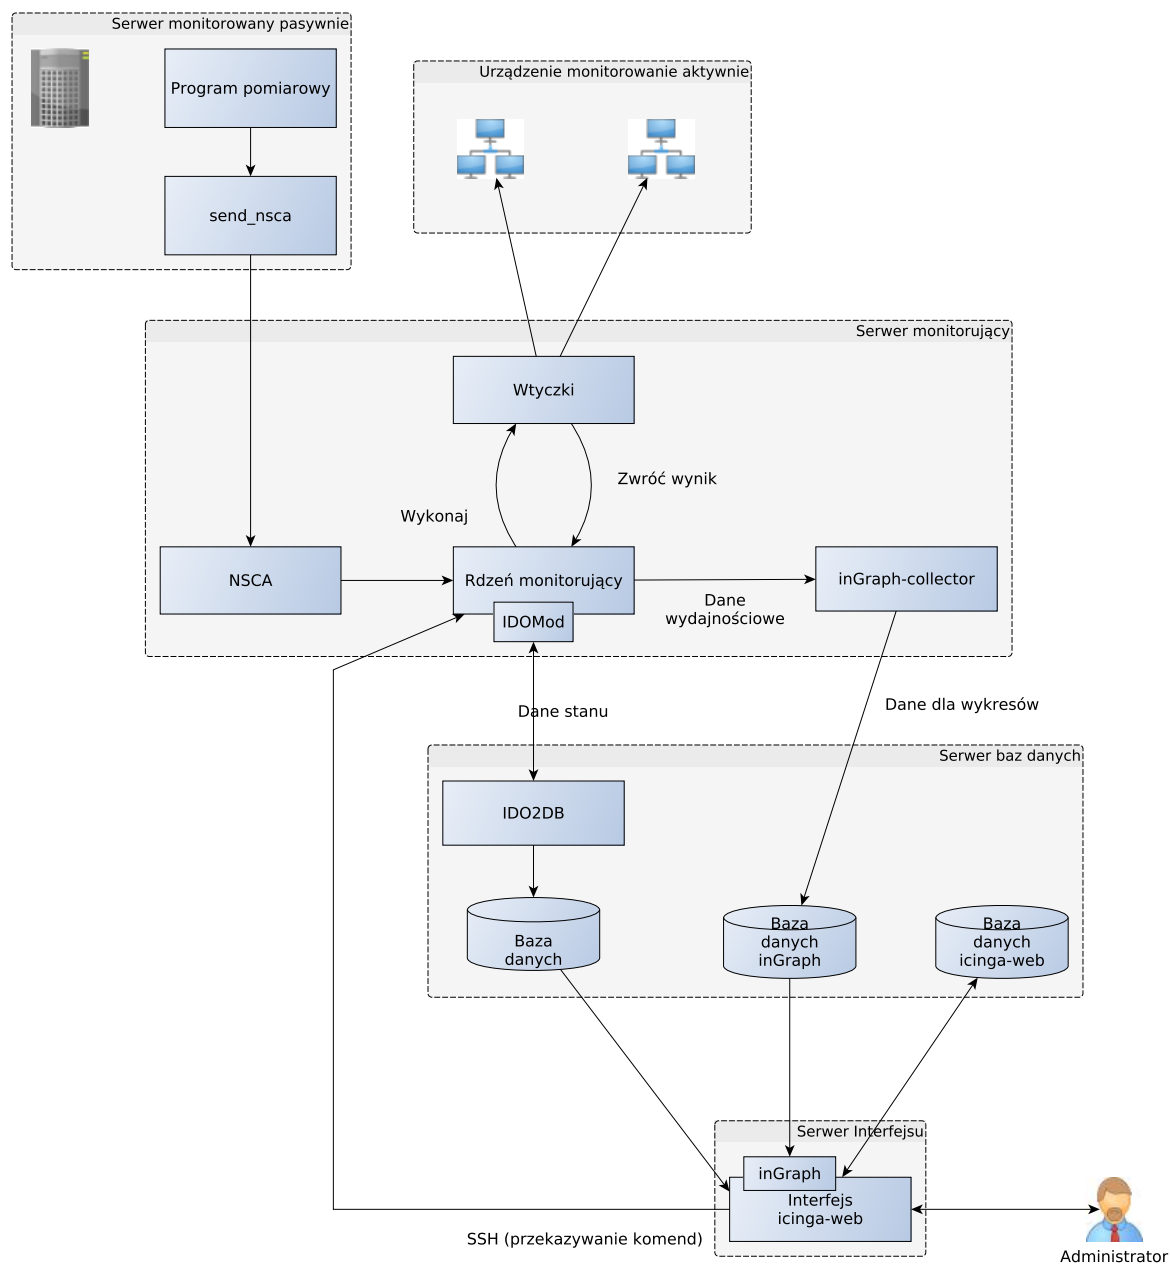 Serwer monitorowany pasywnie
Program pomiarowy
send_nsca
Urządzenie monitorowanie aktywnie
Serwer monitorujący
Wtyczki
Zwróć wynik
Wykonaj
NSCA
Rdzeń monitorujący
inGraph-collector
IDOMod
Dane
wydajnościowe
Dane dla wykresów
Dane stanu
Serwer baz danych
IDO2DB
Baza
danych
Baza
danych
inGraph
Baza
danych
icinga-web
Serwer Interfejsu
inGraph
Interfejs
icinga-web
SSH (przekazywanie komend)
Administrator